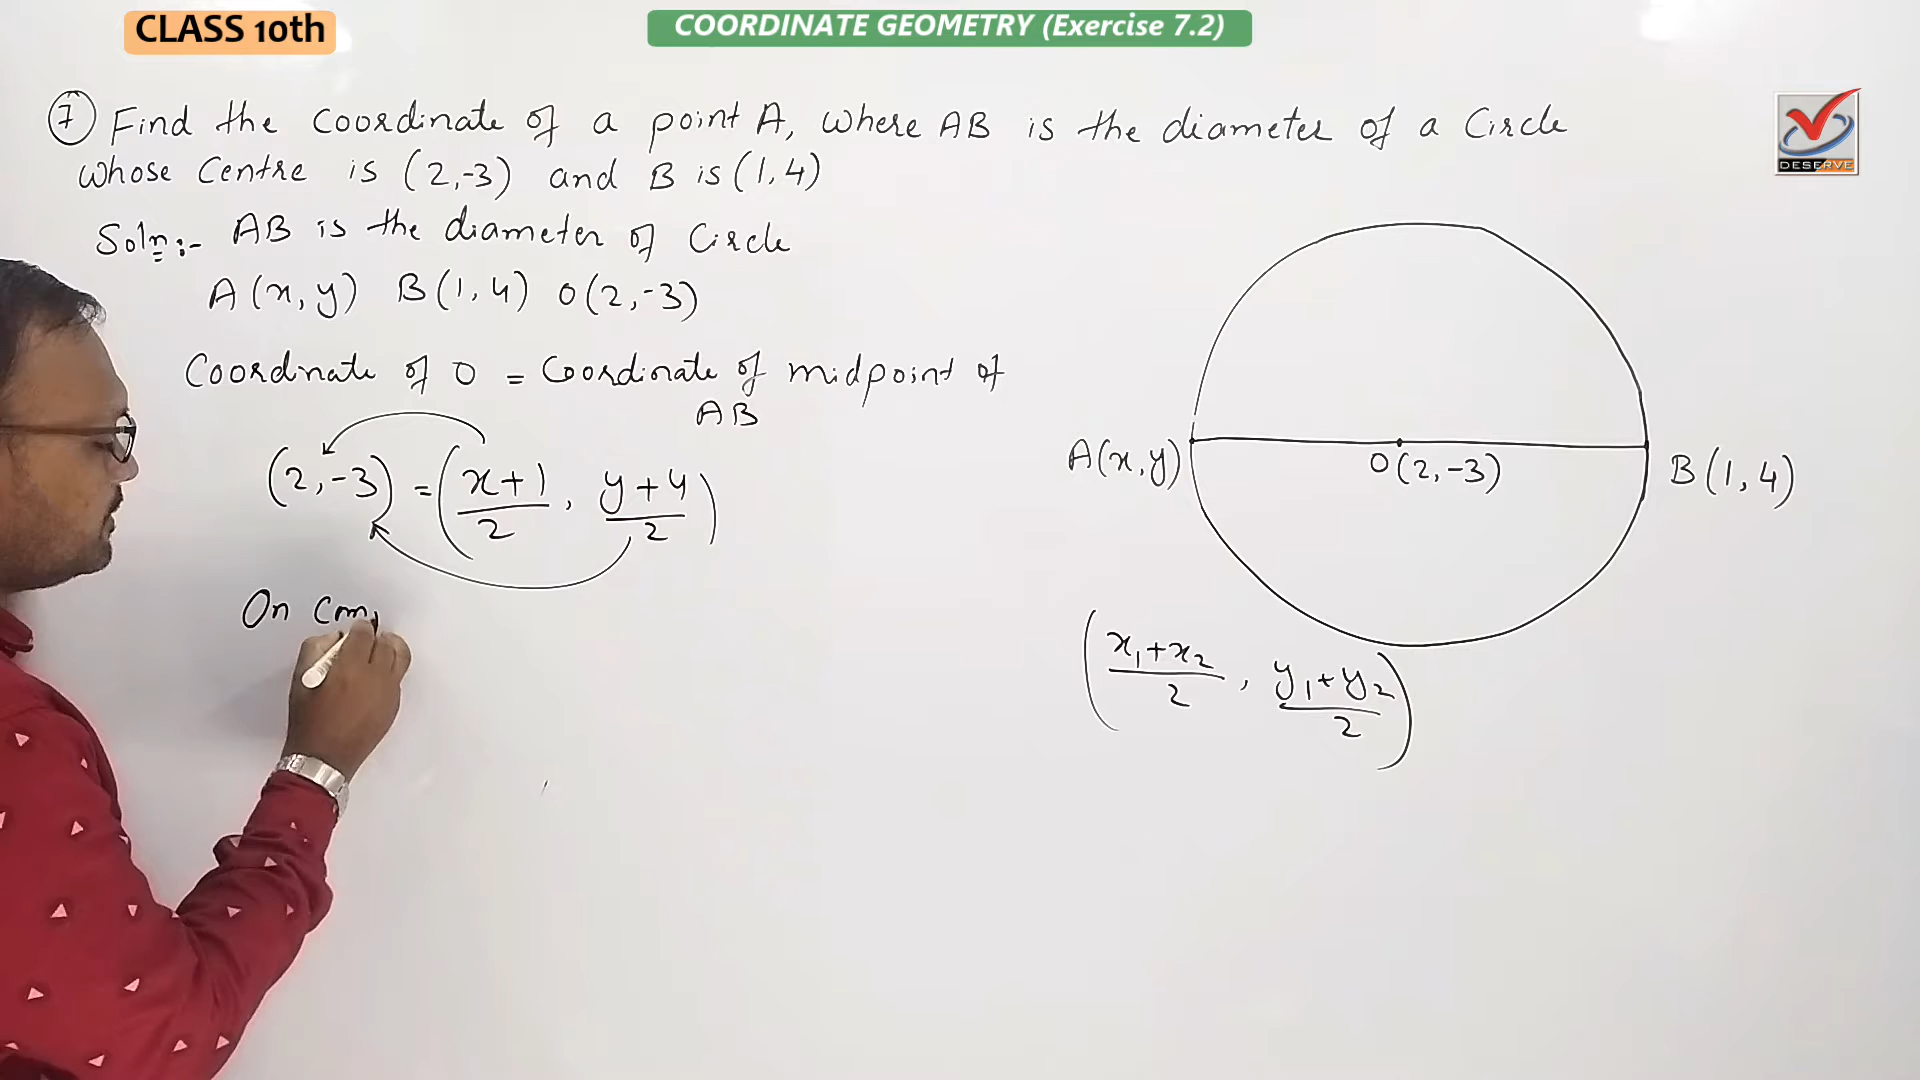 CLASS 10th
COORDINATE GEOMETRY (Exercise 7.2)
DESERVE
7 Find the coordinate of a point A, where AB is the diameter of a Circle
whose Centre is (2,-3) and B is (1,4)
Soln:- AB is the diameter of Circle
A(x,y) B(1,4) O(2,-3)
Coordinate of O = Coordinate of midpoint of
AB
(2,-3) = (x+1/2, y+4/2)
On Com
A(x,y)
O(2,-3)
B(1,4)
(x₁+x₂/2, y₁+y₂/2)